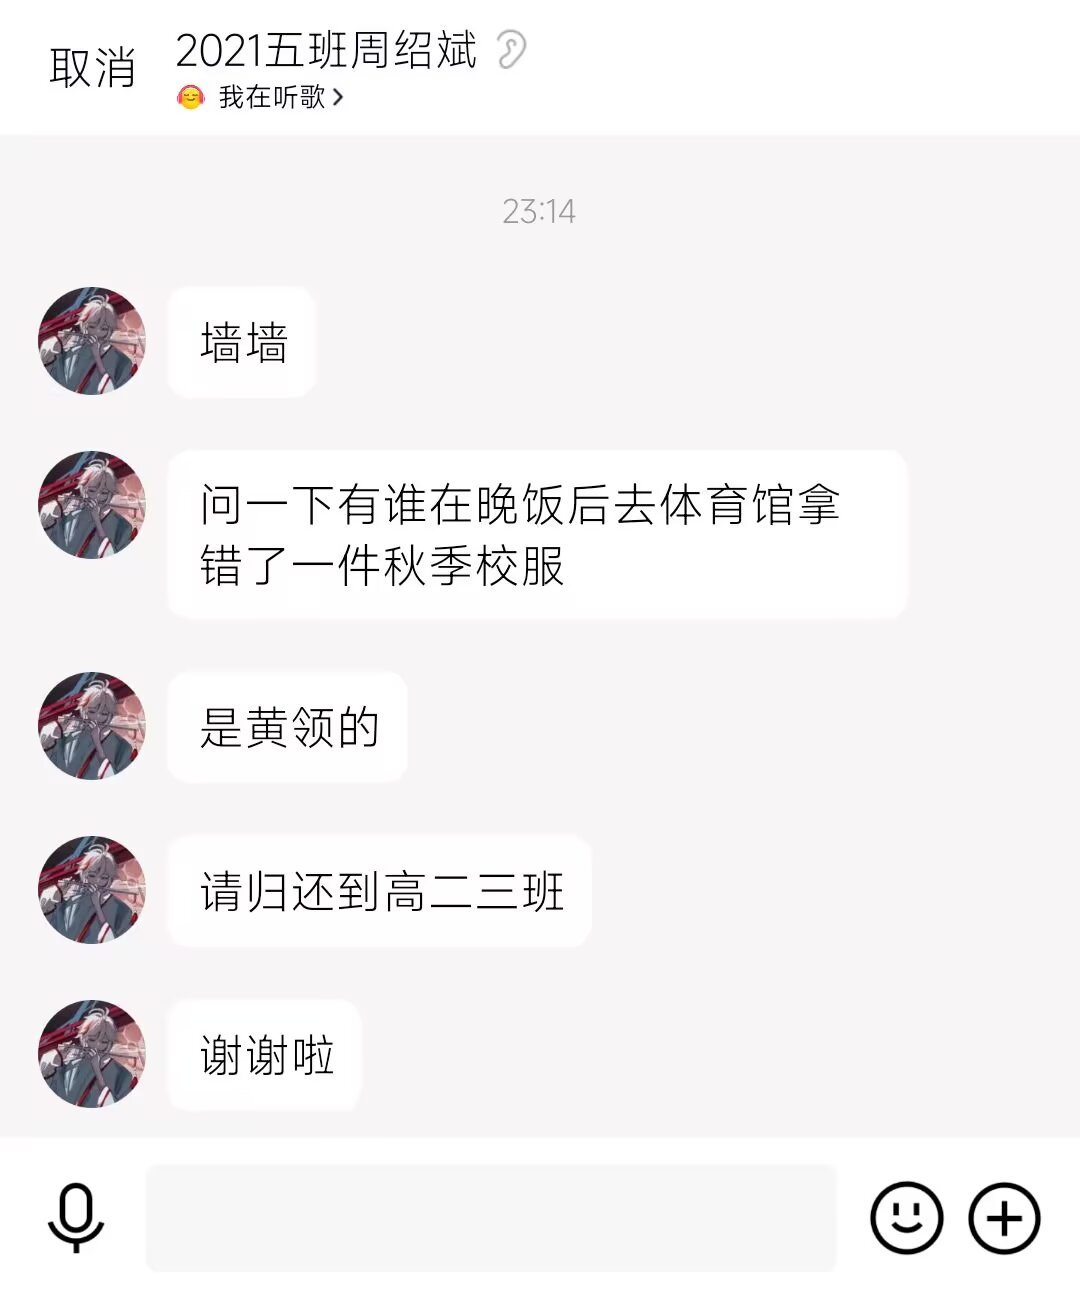 取消
2021五班周绍斌
我在听歌
23:14
墙墙
问一下有谁在晚饭后去体育馆拿
错了一件秋季校服
是黄领的
请归还到高二三班
谢谢啦